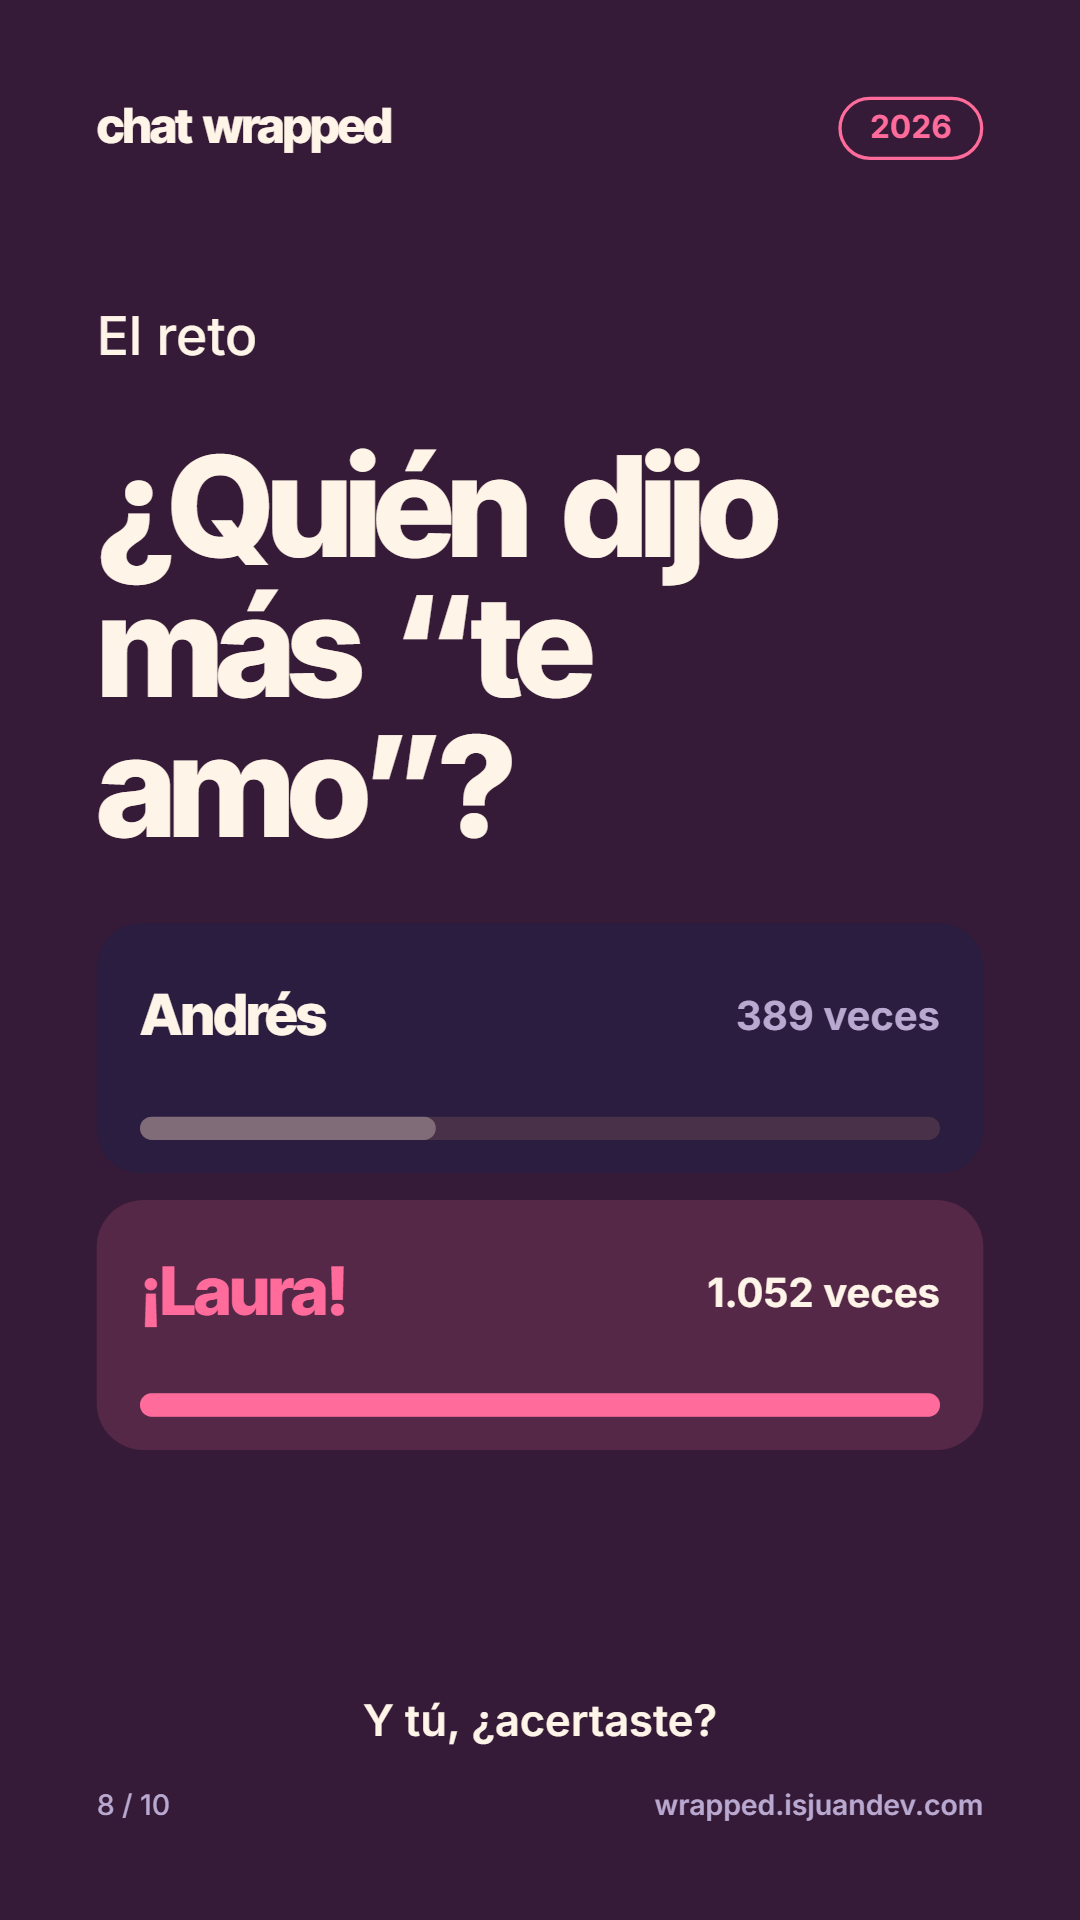 chat wrapped
2026
El reto
¿Quién dijo
más “te
amo”?
Andrés
389 veces
¡Laura!
1.052 veces
Y tú, ¿acertaste?
8 / 10
wrapped.isjuandev.com